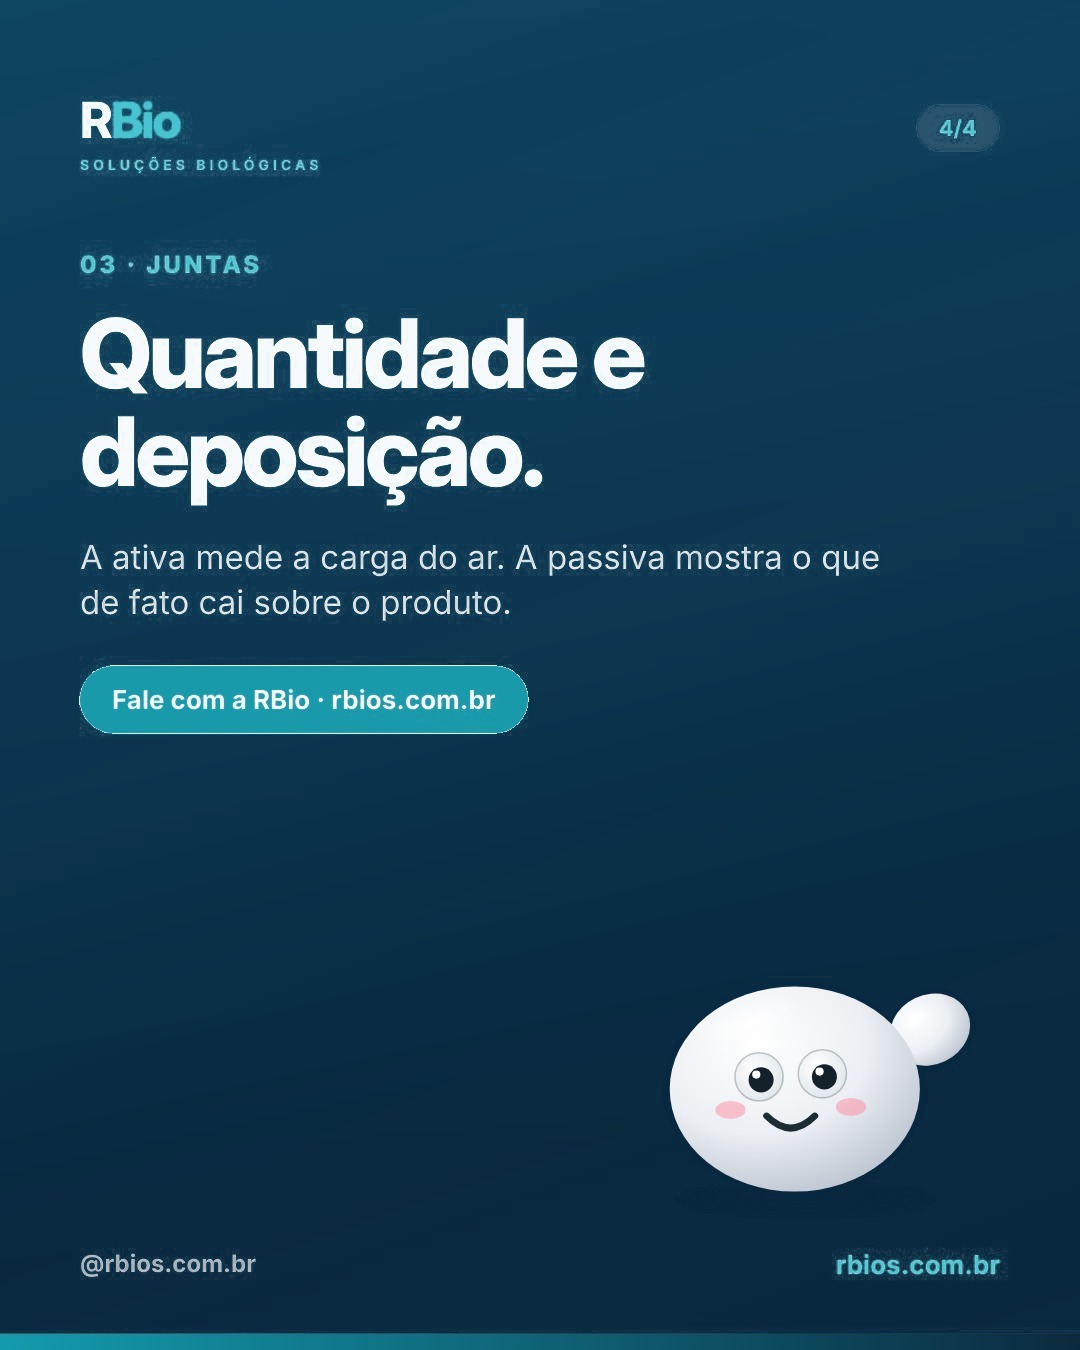 RBio
SOLUÇÕES BIOLÓGICAS
4/4
03 · JUNTAS
Quantidade e
deposição.
A ativa mede a carga do ar. A passiva mostra o que
de fato cai sobre o produto.
Fale com a RBio · rbios.com.br
@rbios.com.br
rbios.com.br